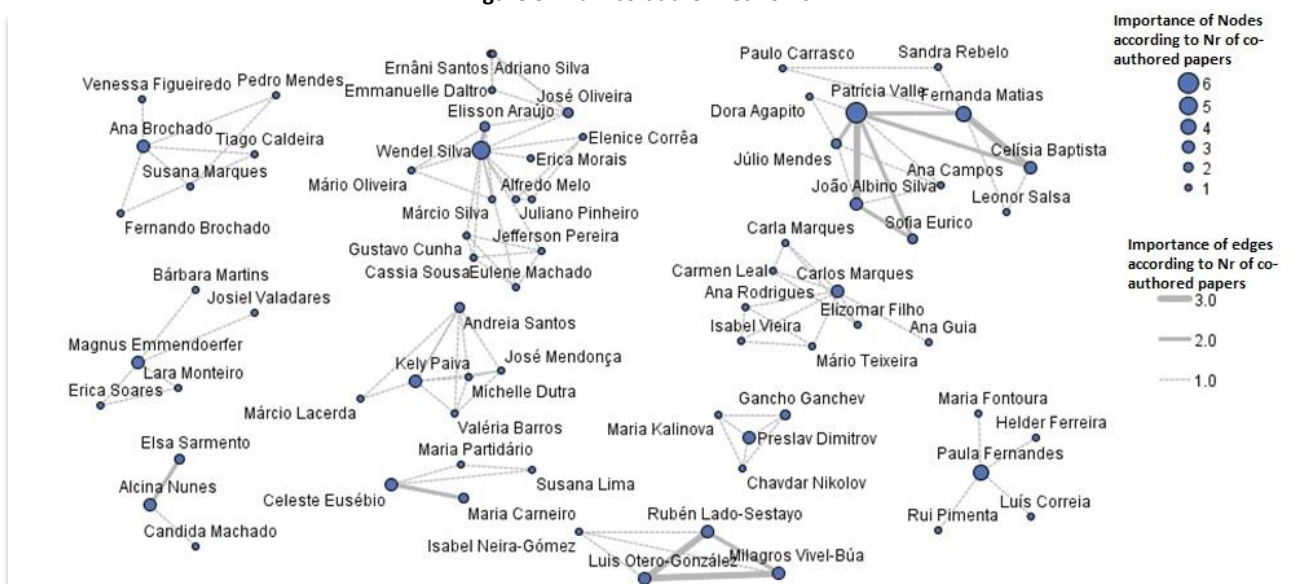 Importance of Nodes
according to Nr of co-
authored papers
6
5
4
3
2
1
Importance of edges
according to Nr of co-
authored papers
3.0
2.0
1.0
Venessa Figueiredo
Pedro Mendes
Ana Brochado
Tiago Caldeira
Susana Marques
Fernando Brochado
Ernâni Santos
Adriano Silva
Emmanuelle Daltro
José Oliveira
Elisson Araújo
Elenice Corrêa
Wendel Silva
Erica Morais
Mário Oliveira
Alfredo Melo
Márcio Silva
Juliano Pinheiro
Jefferson Pereira
Gustavo Cunha
Cassia Sousa
Eulene Machado
Paulo Carrasco
Sandra Rebelo
Patrícia Valle
Fernanda Matias
Dora Agapito
Celísia Baptista
Júlio Mendes
Ana Campos
João Albino Silva
Leonor Salsa
Sofia Eurico
Carla Marques
Carmen Leal
Carlos Marques
Ana Rodrigues
Elizomar Filho
Isabel Vieira
Ana Guia
Mário Teixeira
Bárbara Martins
Josiel Valadares
Magnus Emmendoerfer
Lara Monteiro
Erica Soares
Andreia Santos
José Mendonça
Kely Paiva
Michelle Dutra
Márcio Lacerda
Valéria Barros
Gancho Ganchev
Maria Kalinova
Preslav Dimitrov
Chavdar Nikolov
Maria Fontoura
Helder Ferreira
Paula Fernandes
Luís Correia
Rui Pimenta
Elsa Sarmento
Alcina Nunes
Candida Machado
Maria Partidário
Susana Lima
Celeste Eusébio
Maria Carneiro
Rubén Lado-Sestayo
Isabel Neira-Gómez
Luis Otero-González
Milagros Vivel-Búa